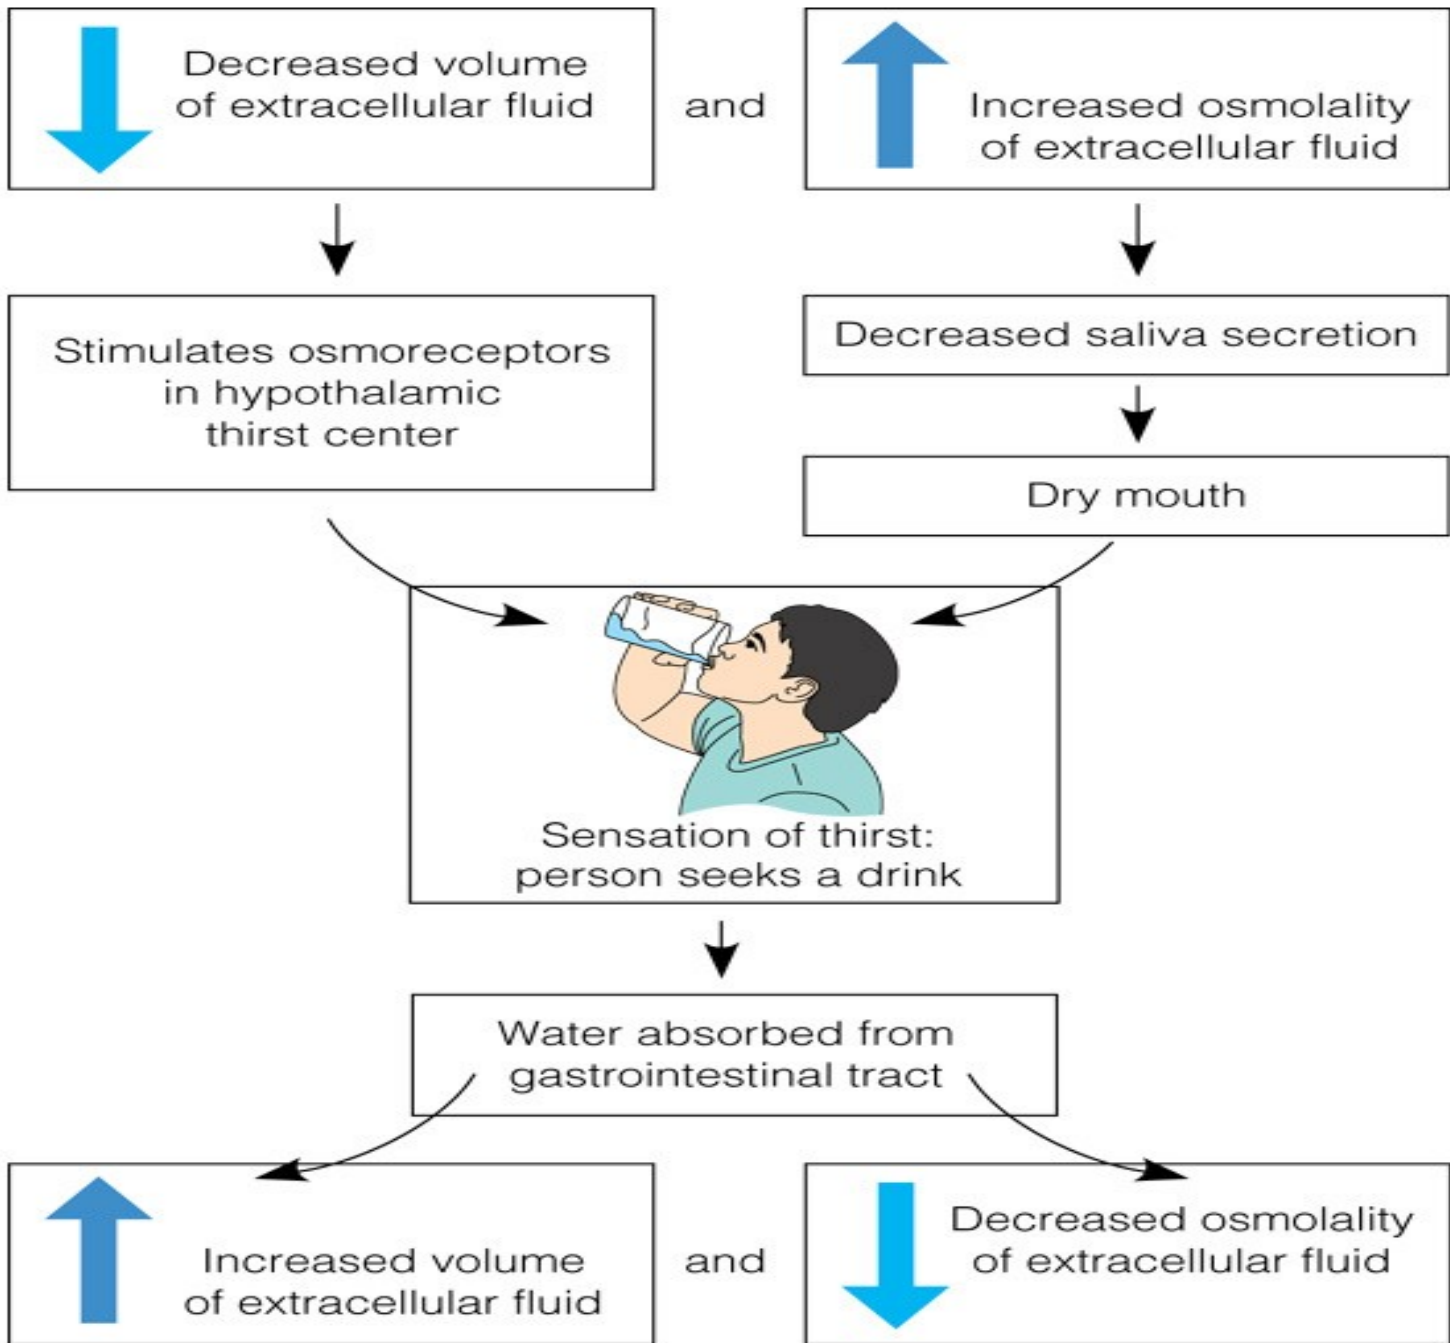 Decreased volume
of extracellular fluid
and
Increased osmolality
of extracellular fluid
Stimulates osmoreceptors
in hypothalamic
thirst center
Decreased saliva secretion
Dry mouth
Sensation of thirst:
person seeks a drink
Water absorbed from
gastrointestinal tract
Increased volume
of extracellular fluid
and
Decreased osmolality
of extracellular fluid